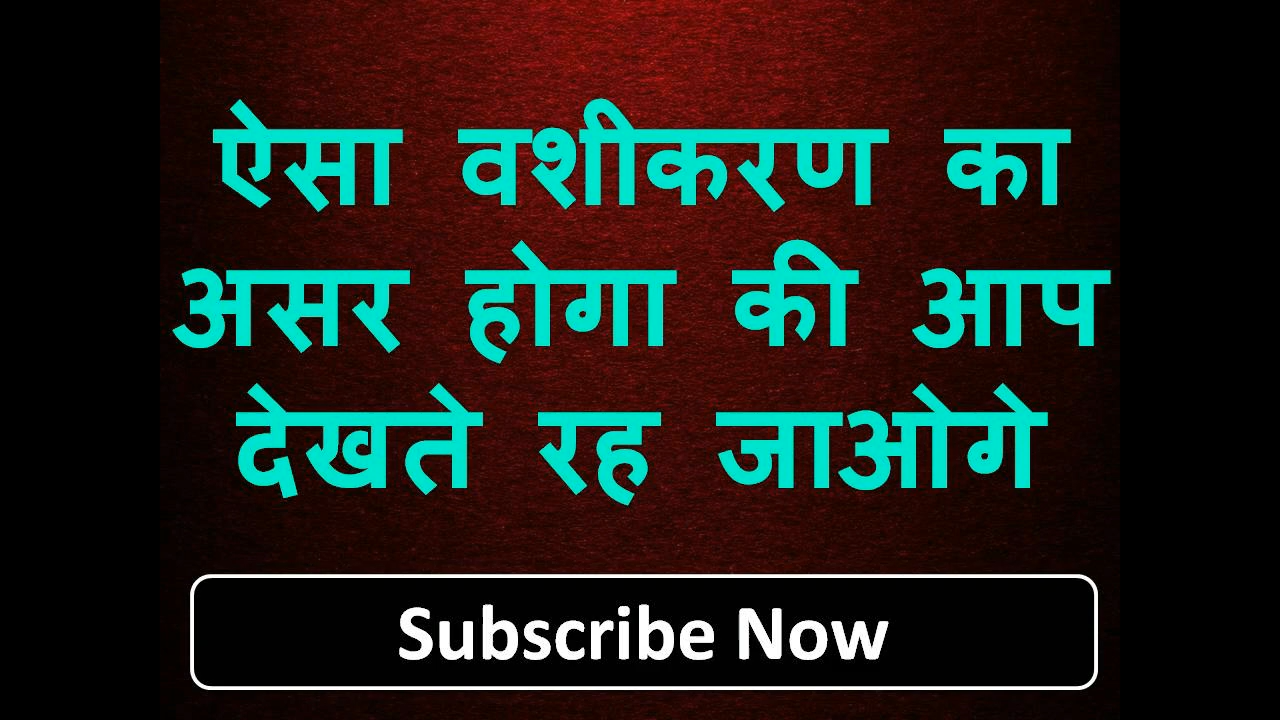 ऐसा वशीकरण का
असर होगा की आप
देखते रह जाओगे
Subscribe Now